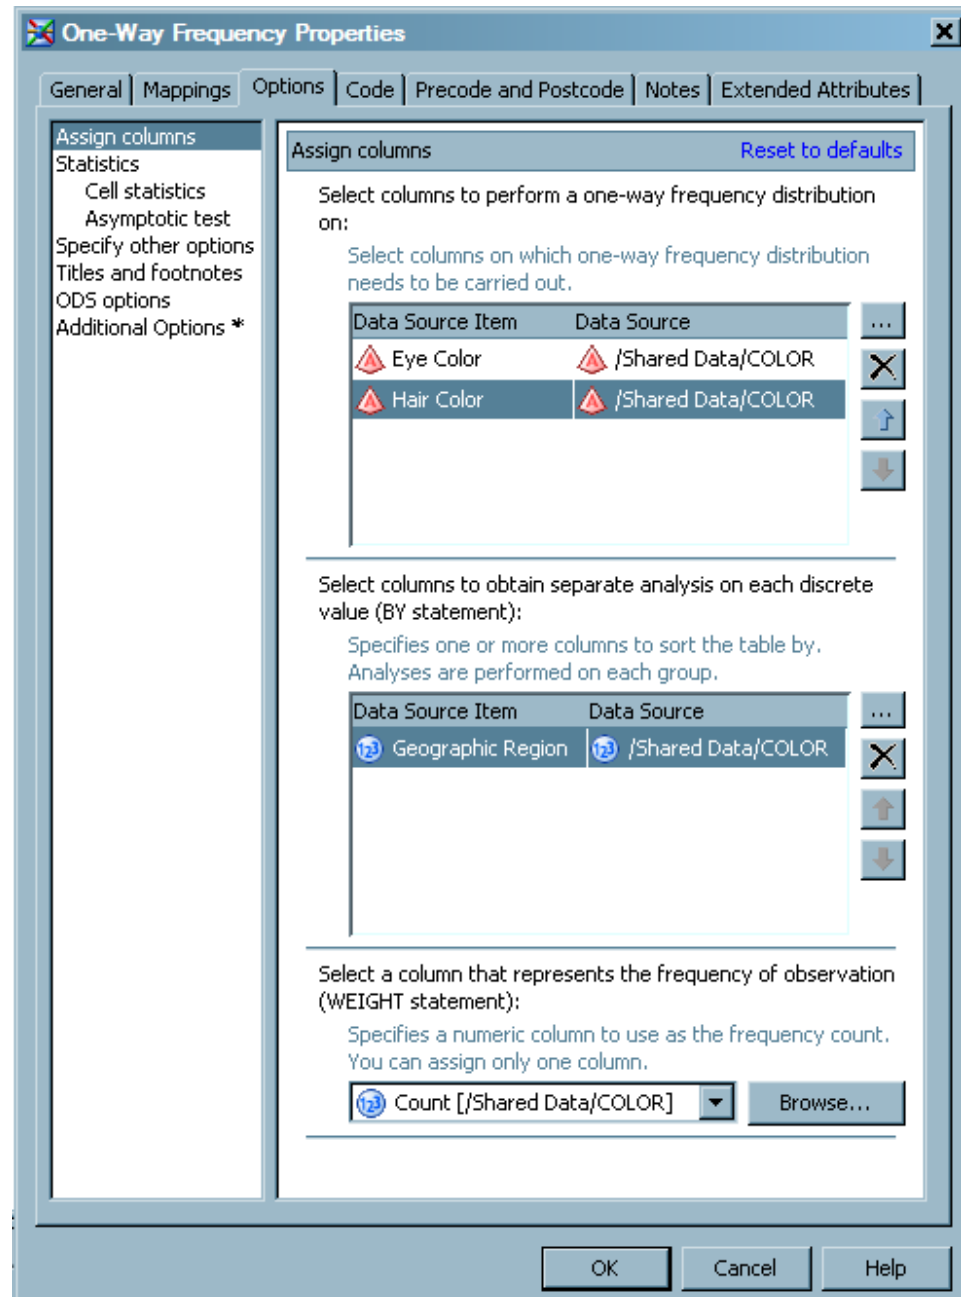 One-Way Frequency Properties
General Mappings Options Code Precode and Postcode Notes Extended Attributes
Assign columns
Statistics
Cell statistics
Asymptotic test
Specify other options
Titles and footnotes
ODS options
Additional Options *
Assign columns Reset to defaults
Select columns to perform a one-way frequency distribution
on:
Select columns on which one-way frequency distribution
needs to be carried out.
Data Source Item Data Source
...
A Eye Color A /Shared Data/COLOR
A Hair Color A /Shared Data/COLOR
Select columns to obtain separate analysis on each discrete
value (BY statement):
Specifies one or more columns to sort the table by.
Analyses are performed on each group.
Data Source Item Data Source
...
123 Geographic Region 123 /Shared Data/COLOR
Select a column that represents the frequency of observation
(WEIGHT statement):
Specifies a numeric column to use as the frequency count.
You can assign only one column.
123 Count [/Shared Data/COLOR] Browse...
OK Cancel Help